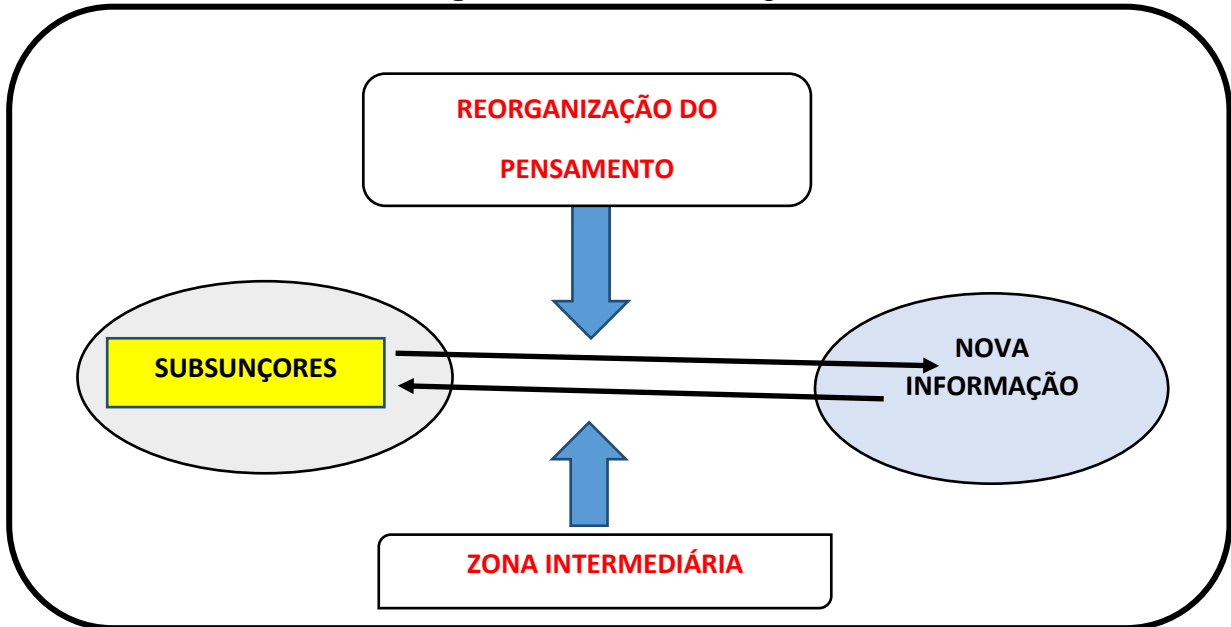 REORGANIZAÇÃO DO
PENSAMENTO
SUBSUNÇORES
NOVA
INFORMAÇÃO
ZONA INTERMEDIÁRIA